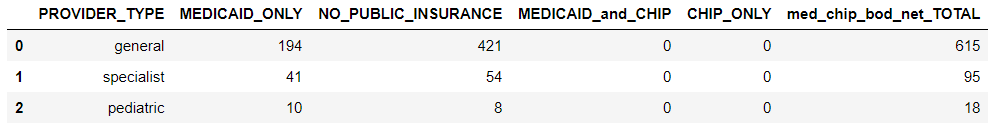 PROVIDER_TYPE MEDICAID_ONLY NO_PUBLIC_INSURANCE MEDICAID_and_CHIP CHIP_ONLY med_chip_bod_net_TOTAL
0 general 194 421 0 0 615
1 specialist 41 54 0 0 95
2 pediatric 10 8 0 0 18